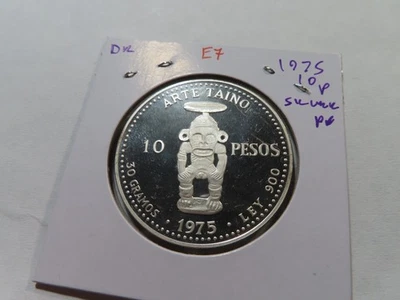 DR
E7
1975
10 P
SILVER
PF
ARTE TAINO
10 PESOS
30 GRAMOS · 1975 · LEY 900